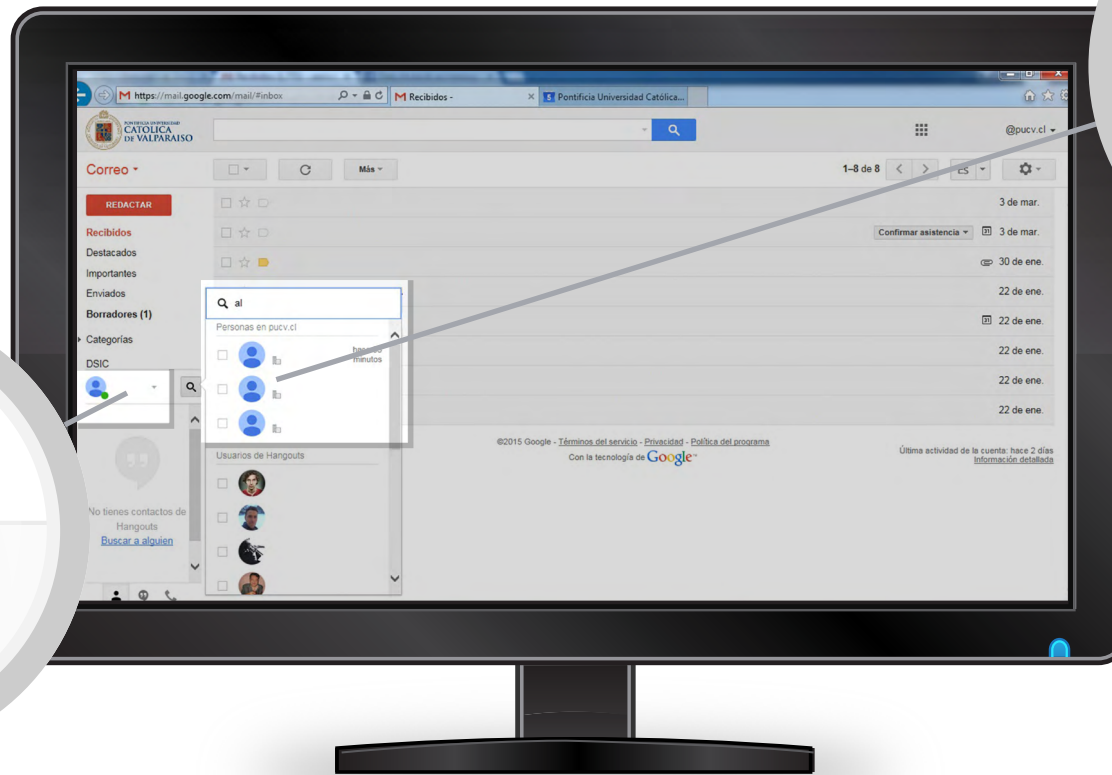 https://mail.google.com/mail/#inbox
Recibidos -
Pontificia Universidad Católica...
PONTIFICIA UNIVERSIDAD
CATOLICA
DE VALPARAISO
@pucv.cl
Correo
Más
1–8 de 8
ES
REDACTAR
3 de mar.
Recibidos
Confirmar asistencia
31
3 de mar.
Destacados
30 de ene.
Importantes
Enviados
22 de ene.
al
Borradores (1)
31
22 de ene.
Personas en pucv.cl
Categorías
minutos
22 de ene.
DSIC
22 de ene.
22 de ene.
©2015 Google - Términos del servicio - Privacidad - Política del programa
Con la tecnología de Google™
Última actividad de la cuenta: hace 2 días
Información detallada
Usuarios de Hangouts
No tienes contactos de
Hangouts
Buscar a alguien